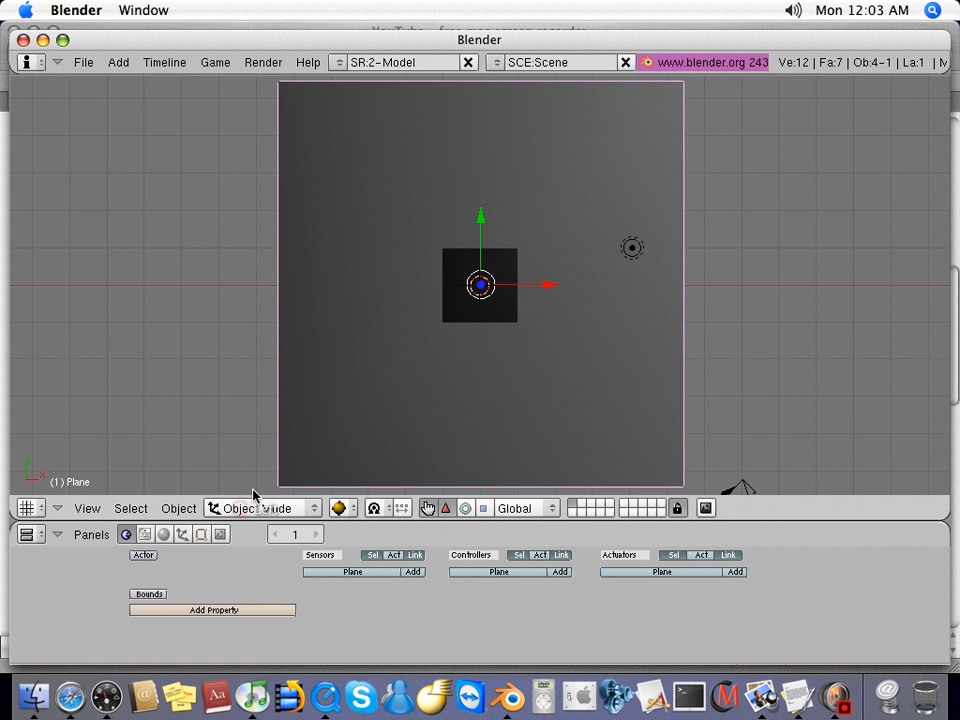 Blender Window Mon 12:03 AM
Blender
File Add Timeline Game Render Help SR:2-Model SCE:Scene www.blender.org 243 Ve:12 | Fa:7 | Ob:4-1 | La:1 |
(1) Plane
View Select Object Global
Panels 1
Actor Sensors Sel Act Link Controllers Sel Act Link Actuators Sel Act Link
Plane Add Plane Add Plane Add
Bounds
Add Property